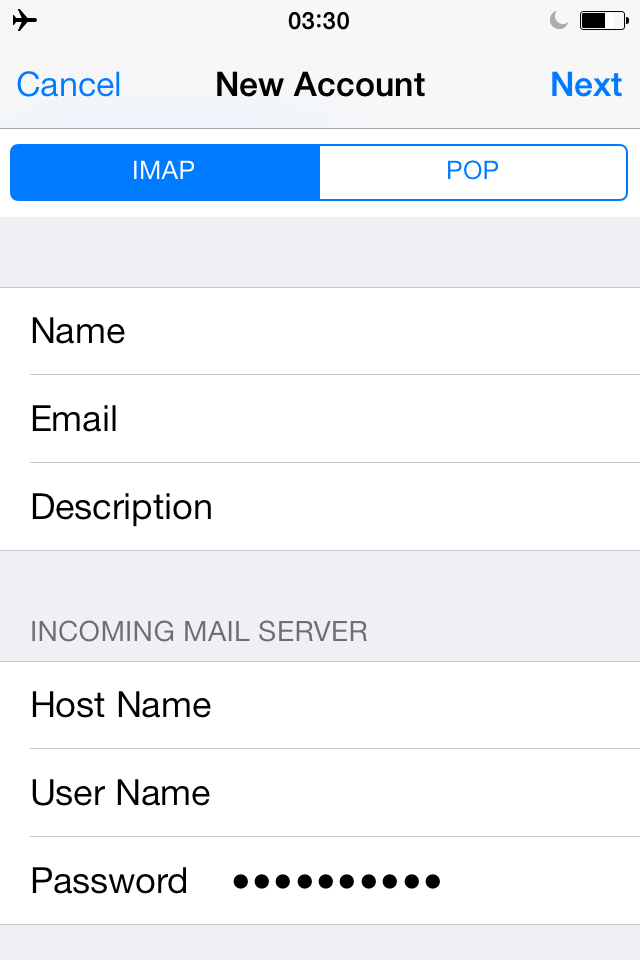 03:30
Cancel New Account Next
IMAP POP
Name
Email
Description
INCOMING MAIL SERVER
Host Name
User Name
Password ●●●●●●●●●●